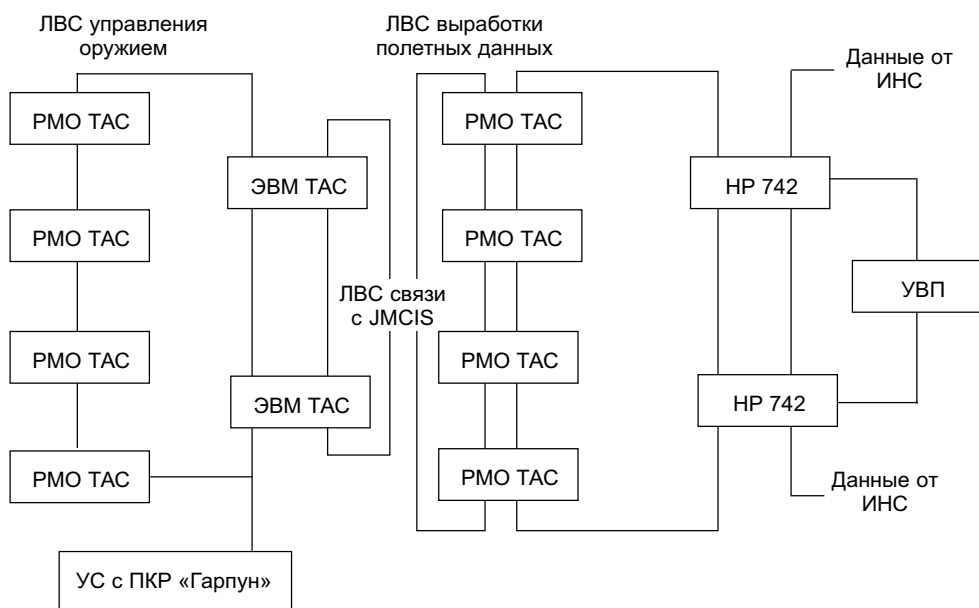 ЛВС управления
оружием
РМО ТАС
РМО ТАС
РМО ТАС
РМО ТАС
ЭВМ ТАС
ЭВМ ТАС
УС с ПКР «Гарпун»
ЛВС связи
с JMCIS
ЛВС выработки
полетных данных
РМО ТАС
РМО ТАС
РМО ТАС
РМО ТАС
НР 742
НР 742
Данные от
ИНС
УВП
Данные от
ИНС